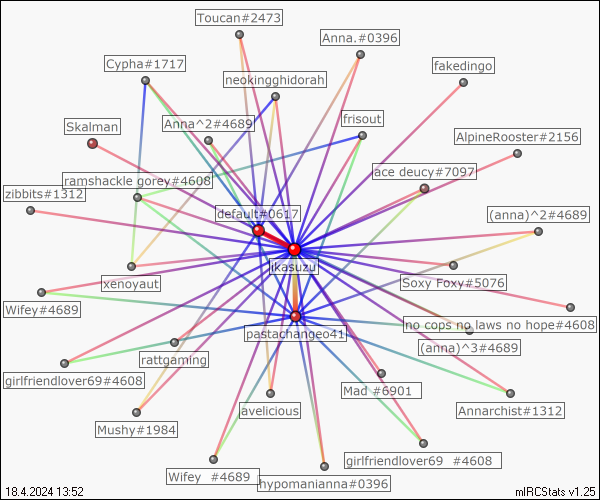 Toucan#2473
Anna.#0396
Cypha#1717
fakedingo
neokingghidorah
frisout
Anna^2#4689
Skalman
AlpineRooster#2156
ace deucy#7097
ramshackle gorey#4608
zibbits#1312
default#0617
(anna)^2#4689
ikasuzu
xenoyaut
Soxy Foxy#5076
Wifey#4689
no cops no laws no hope#4608
pastachangeo41
(anna)^3#4689
rattgaming
girlfriendlover69#4608
Mad #6901
avelicious
Annarchist#1312
Mushy#1984
girlfriendlover69 #4608
Wifey #4689
hypomanianna#0396
18.4.2024 13:52
mIRCStats v1.25